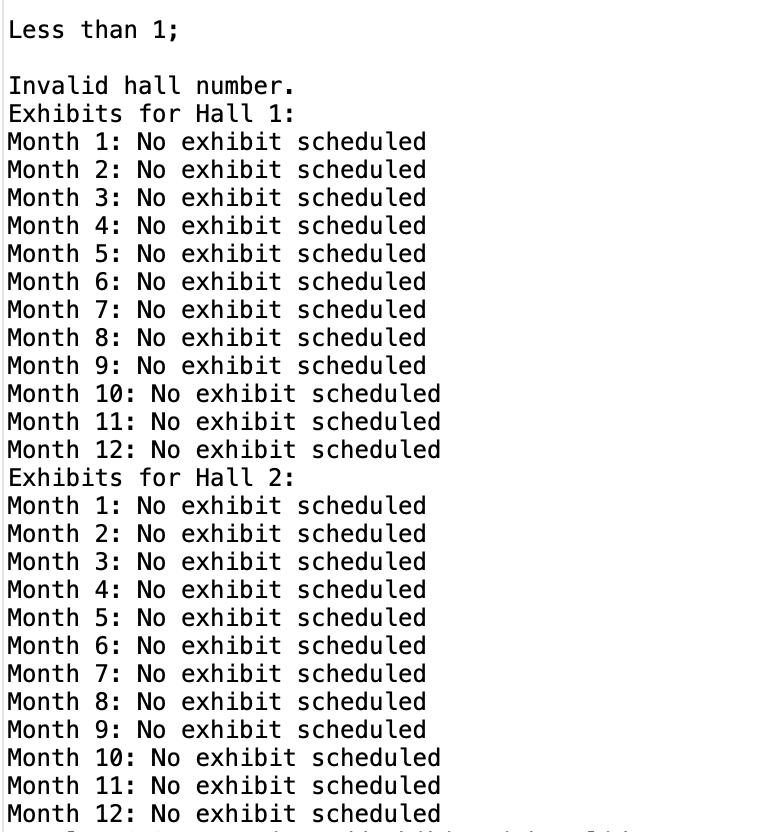 Less than 1;
Invalid hall number.
Exhibits for Hall 1:
Month 1: No exhibit scheduled
Month 2: No exhibit scheduled
Month 3: No exhibit scheduled
Month 4: No exhibit scheduled
Month 5: No exhibit scheduled
Month 6: No exhibit scheduled
Month 7: No exhibit scheduled
Month 8: No exhibit scheduled
Month 9: No exhibit scheduled
Month 10: No exhibit scheduled
Month 11: No exhibit scheduled
Month 12: No exhibit scheduled
Exhibits for Hall 2:
Month 1: No exhibit scheduled
Month 2: No exhibit scheduled
Month 3: No exhibit scheduled
Month 4: No exhibit scheduled
Month 5: No exhibit scheduled
Month 6: No exhibit scheduled
Month 7: No exhibit scheduled
Month 8: No exhibit scheduled
Month 9: No exhibit scheduled
Month 10: No exhibit scheduled
Month 11: No exhibit scheduled
Month 12: No exhibit scheduled